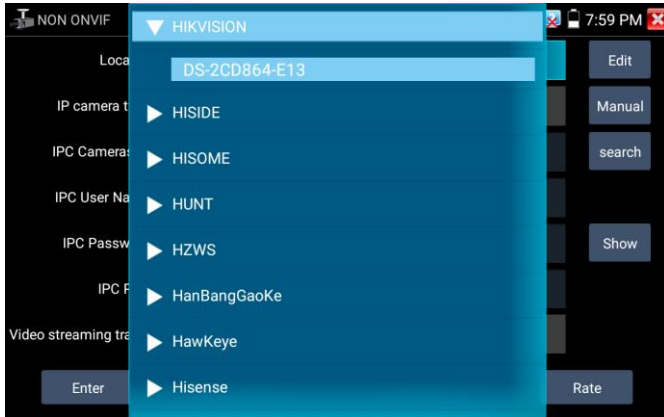 NON ONVIF
7:59 PM
HIKVISION
DS-2CD864-E13
HISIDE
HISOME
HUNT
HZWS
HanBangGaoKe
HawKeye
Hisense
Loca
IP camera t
IPC Cameras
IPC User Na
IPC Passw
IPC
Video streaming tra
Edit
Manual
search
Show
Enter
Rate